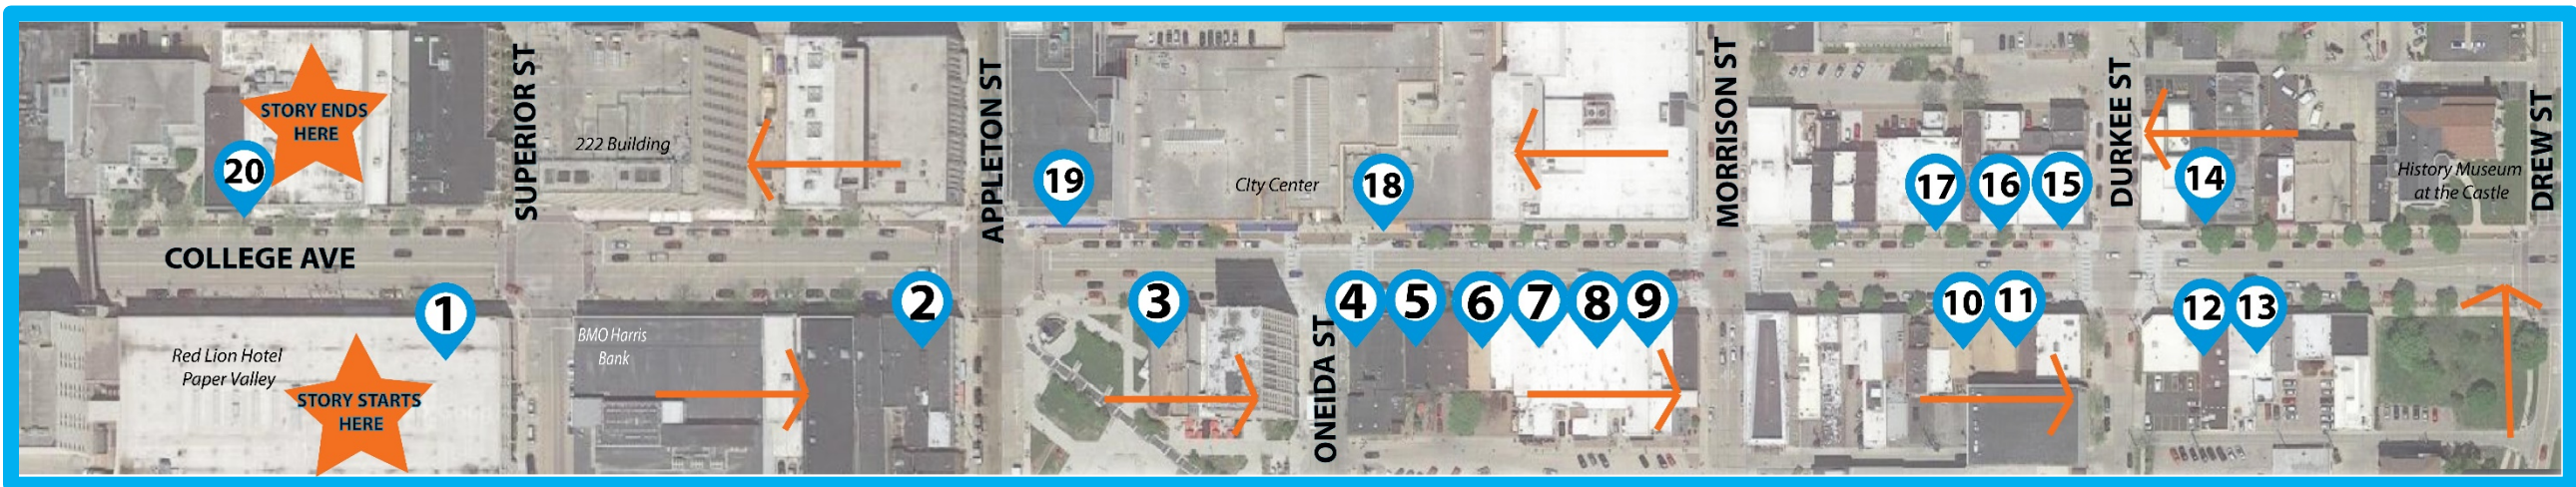 STORY ENDS
HERE
20
SUPERIOR ST
222 Building
APPLETON ST
19
CIty Center
18
MORRISON ST
17
16
15
DURKEE ST
14
History Museum
at the Castle
DREW ST
COLLEGE AVE
1
2
3
4
5
6
7
8
9
10
11
12
13
Red Lion Hotel
Paper Valley
STORY STARTS
HERE
BMO Harris
Bank
ONEIDA ST